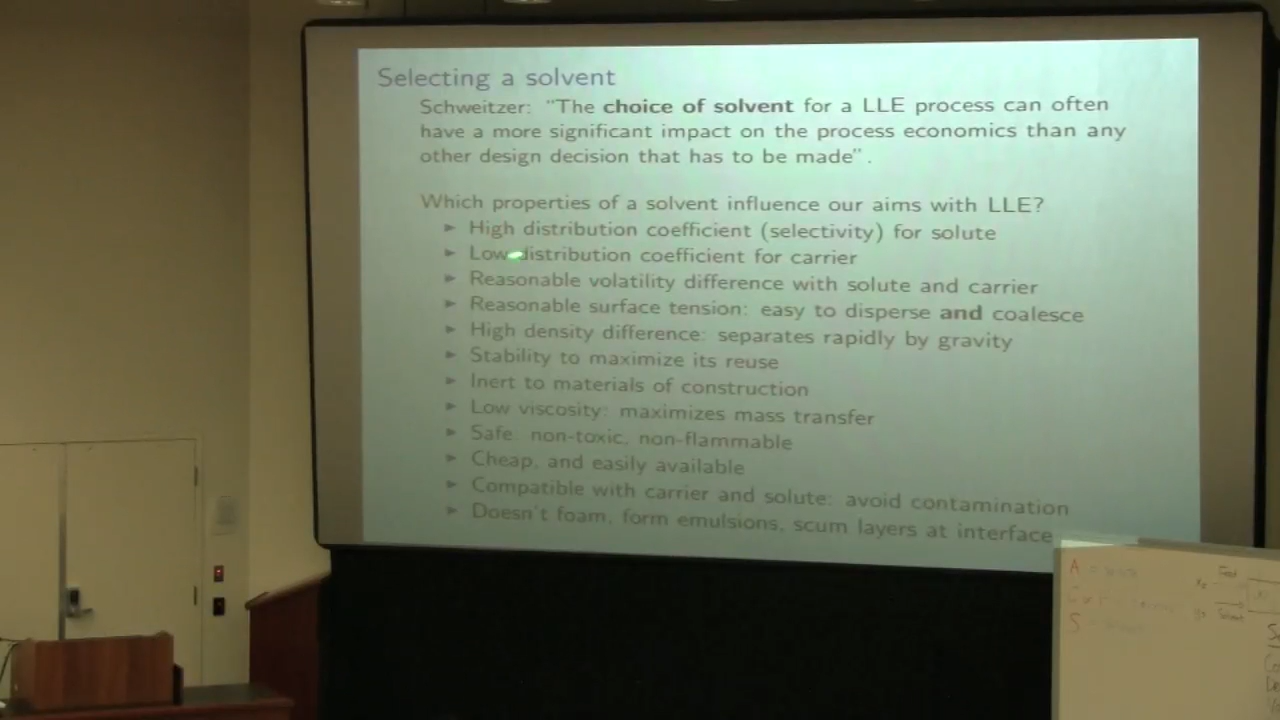 Selecting a solvent
Schweitzer: "The choice of solvent for a LLE process can often
have a more significant impact on the process economics than any
other design decision that has to be made".
Which properties of a solvent influence our aims with LLE?
► High distribution coefficient (selectivity) for solute
► Low distribution coefficient for carrier
► Reasonable volatility difference with solute and carrier
► Reasonable surface tension: easy to disperse and coalesce
► High density difference: separates rapidly by gravity
► Stability to maximize its reuse
► Inert to materials of construction
► Low viscosity: maximizes mass transfer
► Safe: non-toxic, non-flammable
► Cheap, and easily available
► Compatible with carrier and solute: avoid contamination
► Doesn't foam, form emulsions, scum layers at interface
A
S
Feed
Solvent